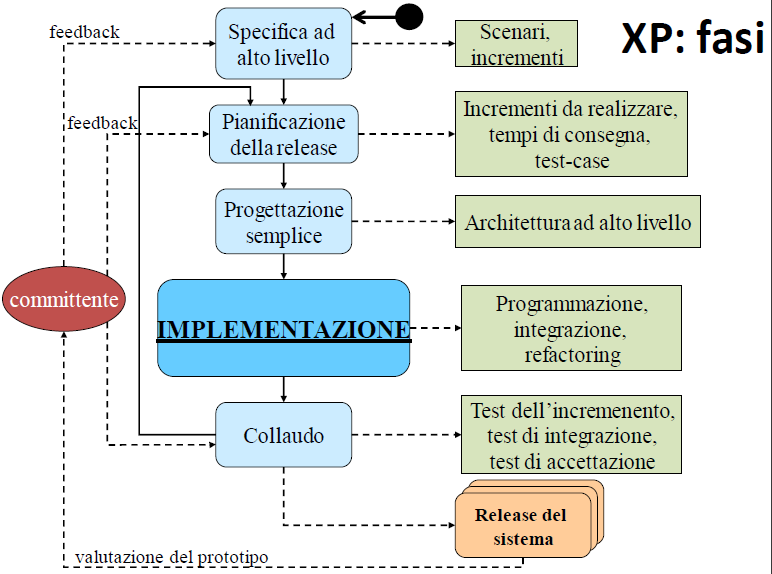 XP: fasi
feedback
Specifica ad
alto livello
Scenari,
incrementi
feedback
Pianificazione
della release
Incrementi da realizzare,
tempi di consegna,
test-case
Progettazione
semplice
Architettura ad alto livello
committente
IMPLEMENTAZIONE
Programmazione,
integrazione,
refactoring
Collaudo
Test dell’incremenento,
test di integrazione,
test di accettazione
Release del
sistema
valutazione del prototipo